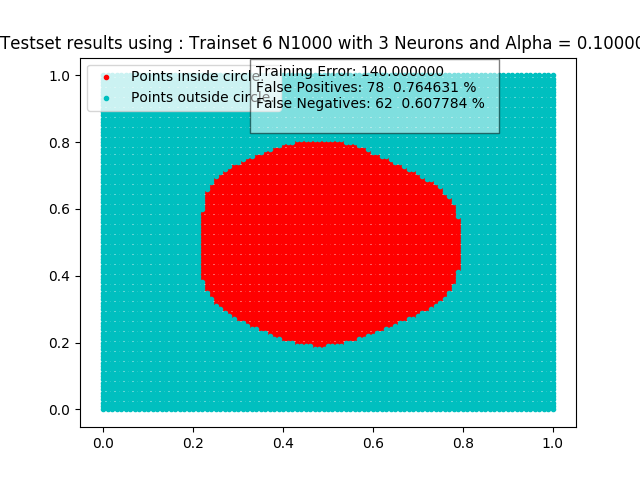 Testset results using : Trainset 6 N1000 with 3 Neurons and Alpha = 0.10000
Points inside circle
Points outside circle
Training Error: 140.000000
False Positives: 78 0.764631 %
False Negatives: 62 0.607784 %
1.0
0.8
0.6
0.4
0.2
0.0
0.0 0.2 0.4 0.6 0.8 1.0